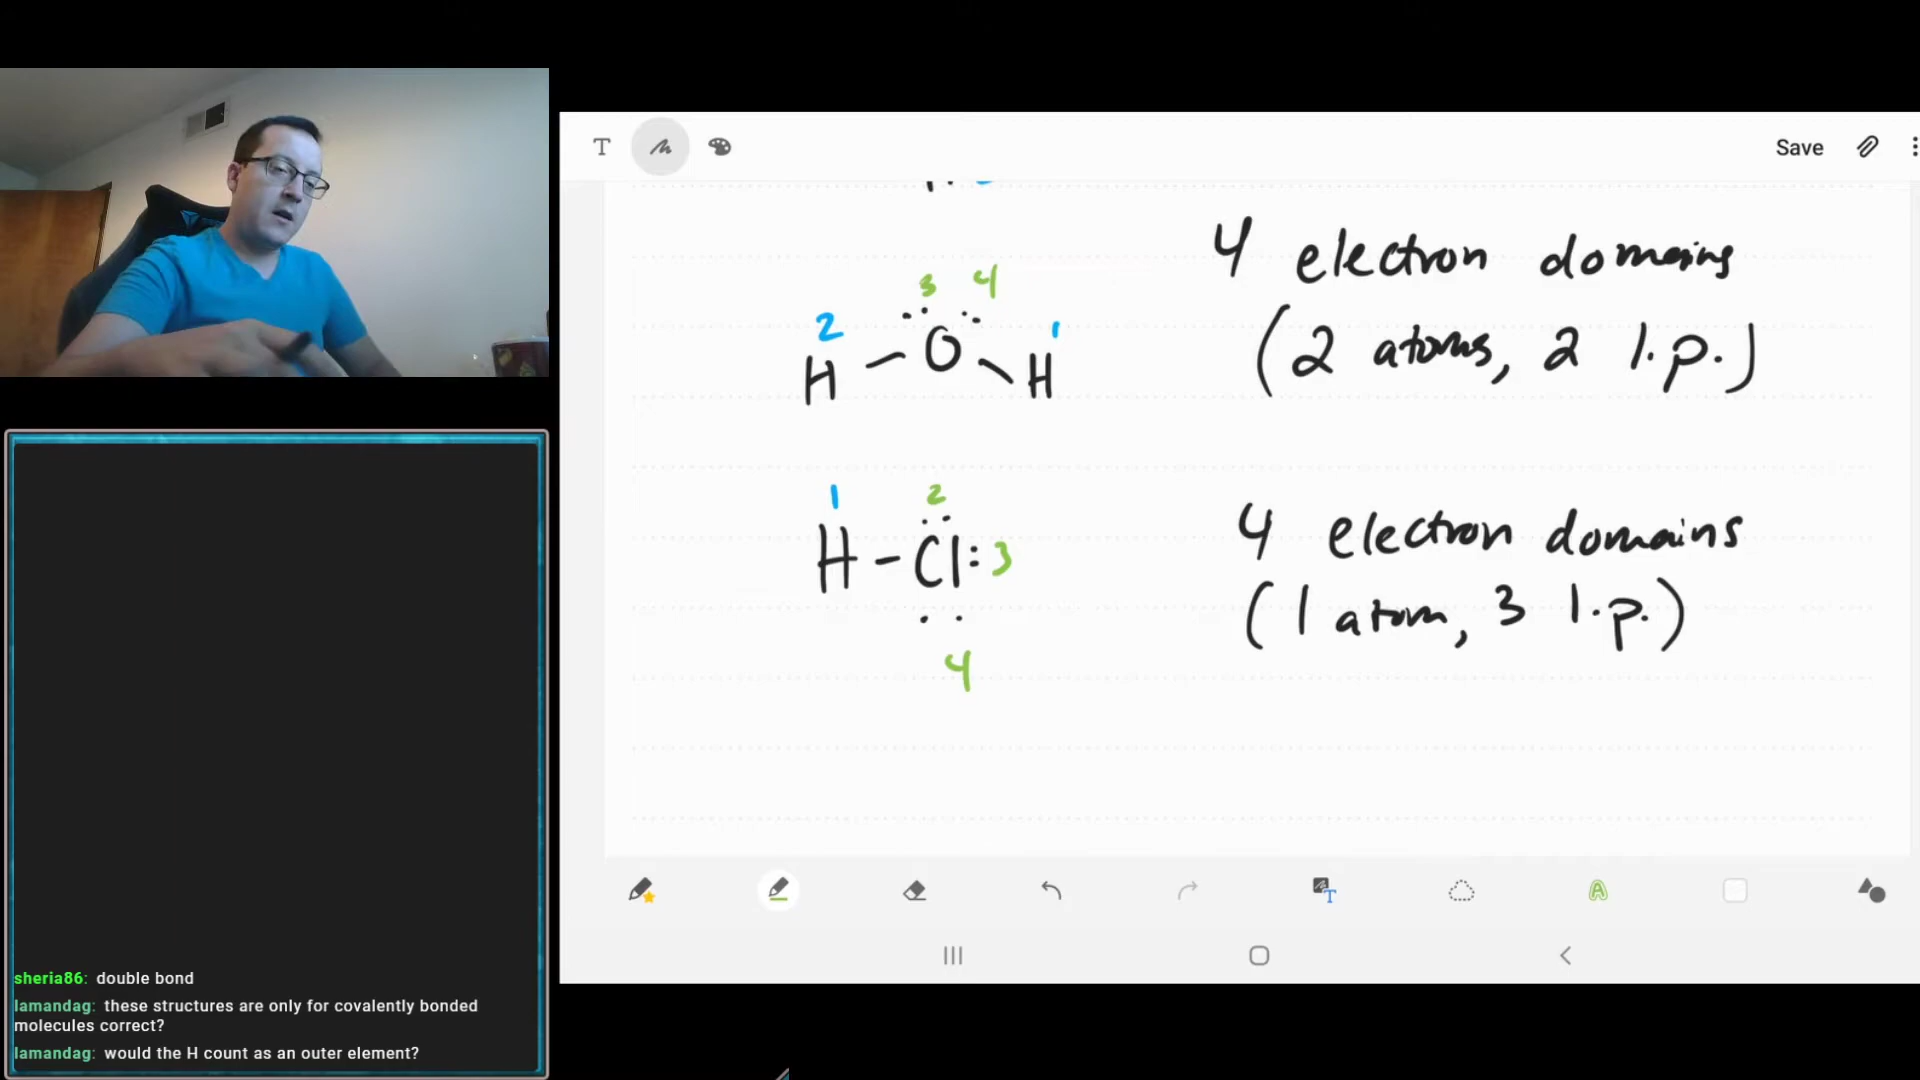 T
Save
4 electron domains
(2 atoms, 2 l.p.)
3 4
2 1
H - O - H
1 2
H - Cl: 3
4
4 electron domains
(1 atom, 3 l.p.)
T
A
sheria86: double bond
lamandag: these structures are only for covalently bonded
molecules correct?
lamandag: would the H count as an outer element?